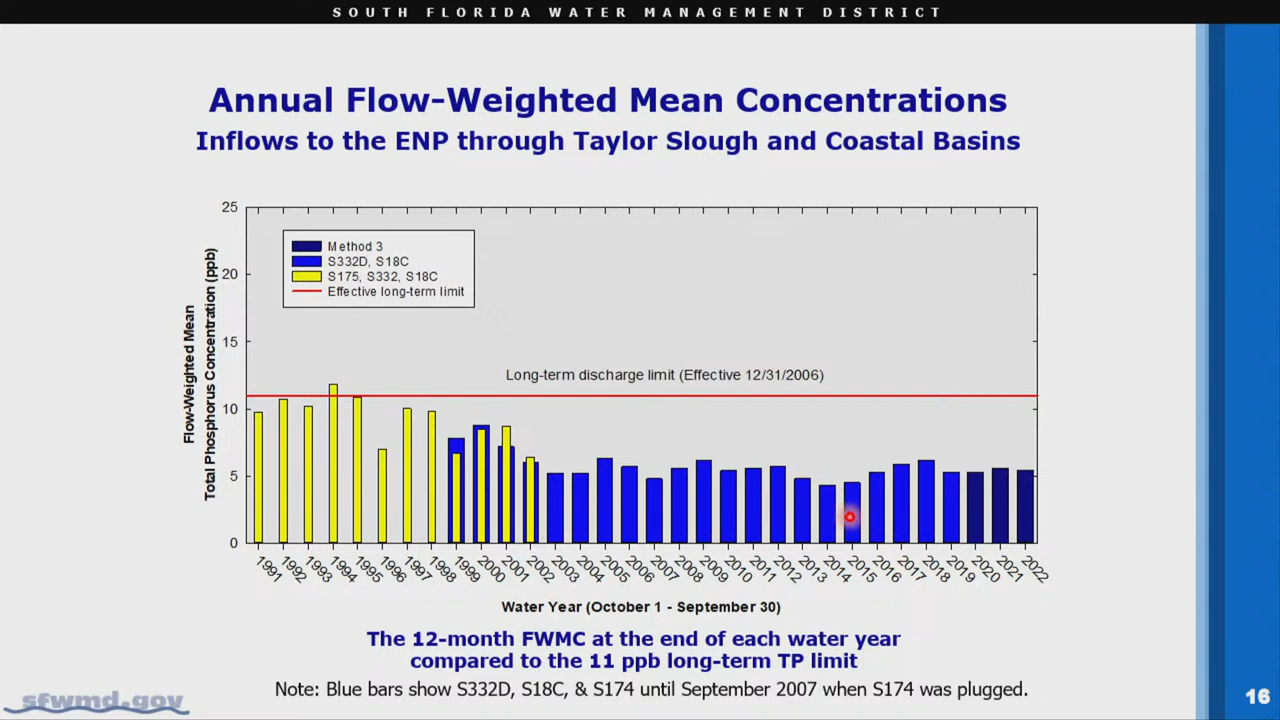 SOUTH FLORIDA WATER MANAGEMENT DISTRICT
Annual Flow-Weighted Mean Concentrations
Inflows to the ENP through Taylor Slough and Coastal Basins
Flow-Weighted Mean
Total Phosphorus Concentration (ppb)
25
20
15
10
5
0
Method 3
S332D, S18C
S175, S332, S18C
Effective long-term limit
Long-term discharge limit (Effective 12/31/2006)
1991 1992 1993 1994 1995 1996 1997 1998 1999 2000 2001 2002 2003 2004 2005 2006 2007 2008 2009 2010 2011 2012 2013 2014 2015 2016 2017 2018 2019 2020 2021 2022
Water Year (October 1 - September 30)
The 12-month FWMC at the end of each water year
compared to the 11 ppb long-term TP limit
Note: Blue bars show S332D, S18C, & S174 until September 2007 when S174 was plugged.
sfwmd.gov
16